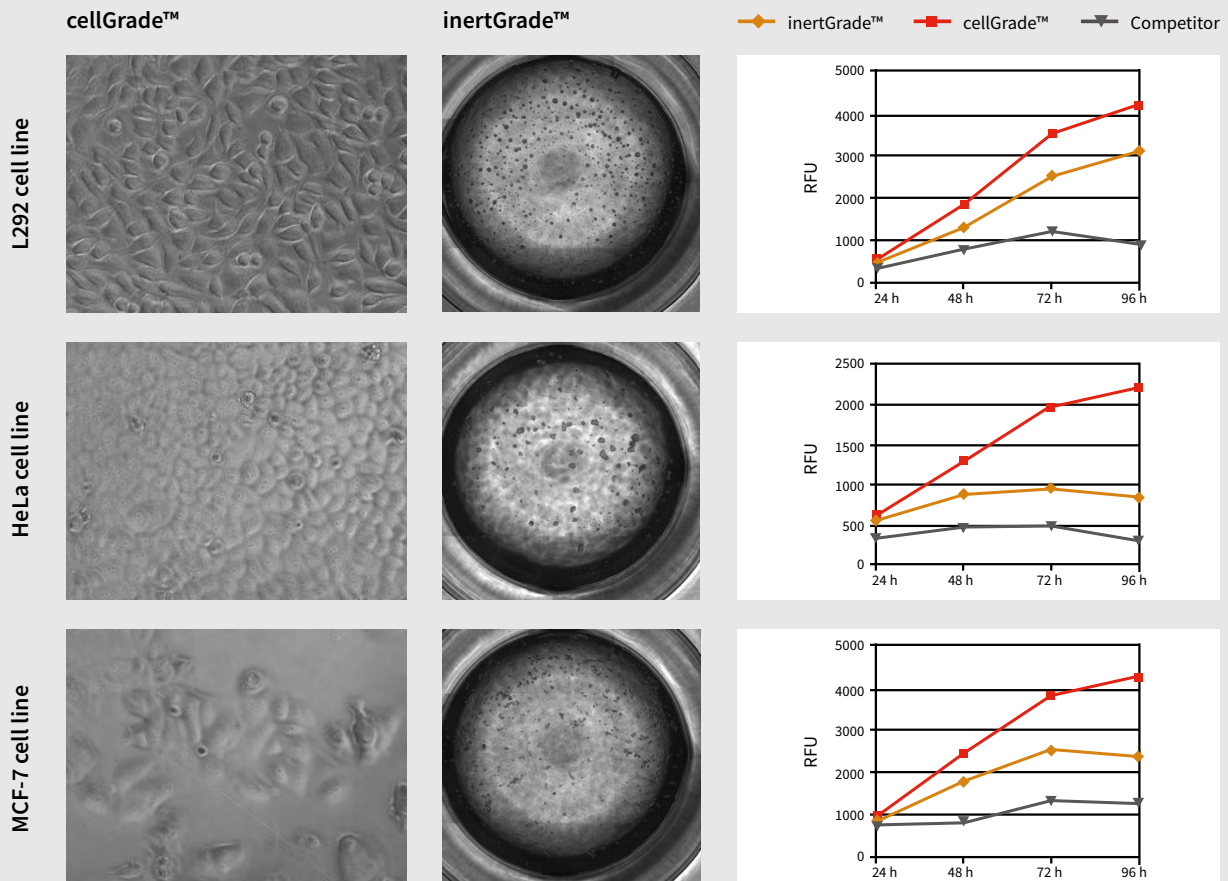 cellGrade™
inertGrade™
inertGrade™ cellGrade™ Competitor
L292 cell line
5000
4000
3000
2000
1000
0
RFU
24 h 48 h 72 h 96 h
HeLa cell line
2500
2000
1500
1000
500
0
RFU
24 h 48 h 72 h 96 h
MCF-7 cell line
5000
4000
3000
2000
1000
0
RFU
24 h 48 h 72 h 96 h